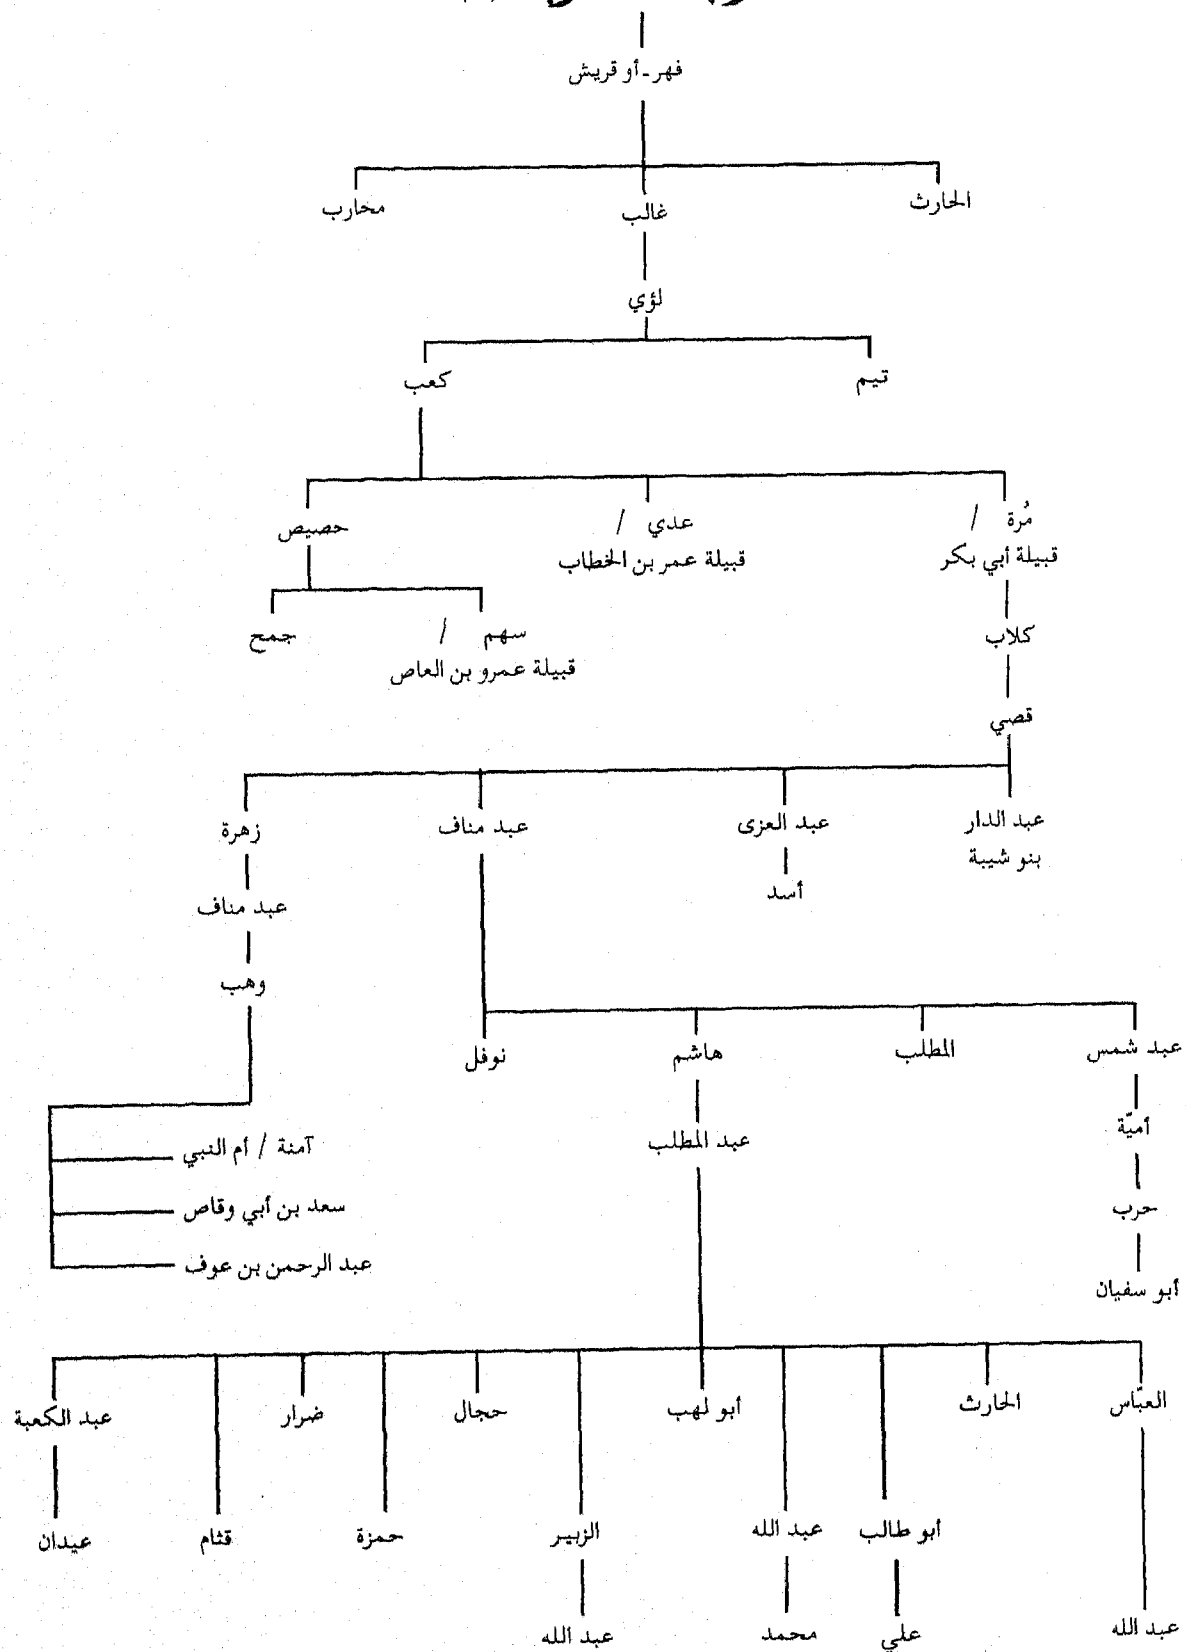 فهر ـ أو قريش
الحارث
غالب
محارب
لؤي
تيم
كعب
مُرة /
قبيلة أبي بكر
عدي /
قبيلة عمر بن الخطاب
حصيص
كلاب
سهم /
قبيلة عمرو بن العاص
جمح
قصي
عبد الدار
بنو شيبة
عبد العزى
عبد مناف
زهرة
أسد
عبد مناف
وهب
عبد شمس
المطلب
هاشم
نوفل
أميّة
عبد المطلب
آمنة / أم النبي
حرب
سعد بن أبي وقاص
عبد الرحمن بن عوف
أبو سفيان
العبّاس
الحارث
أبو لهب
حجال
ضرار
عبد الكعبة
أبو طالب
عبد الله
الزبير
حمزة
قثام
عيدان
عبد الله
علي
محمد
عبد الله